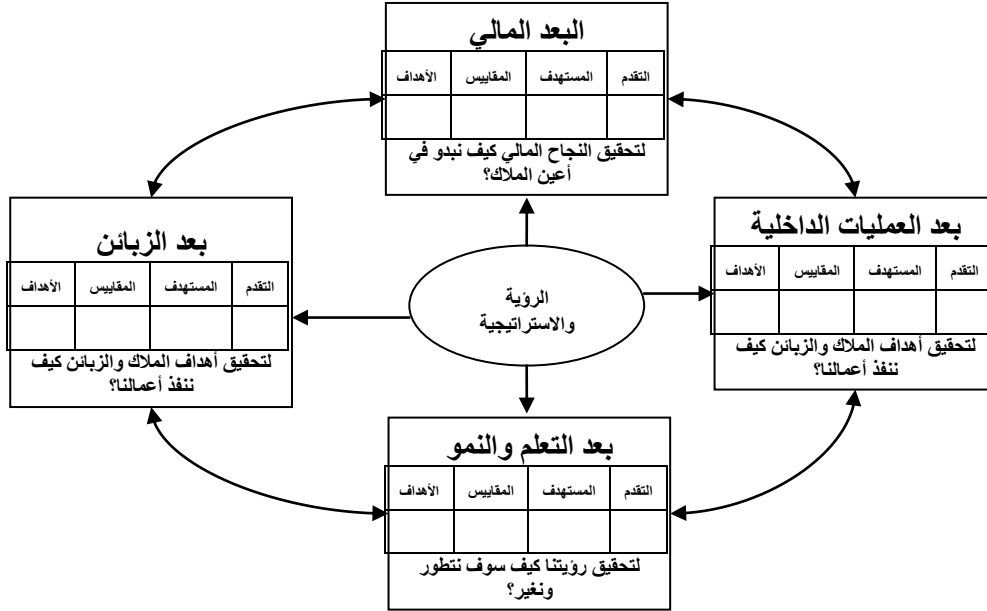 البعد المالي
الأهداف المقاييس المستهدف التقدم
لتحقيق النجاح المالي كيف نبدو في
أعين الملاك؟
بعد العمليات الداخلية
الأهداف المقاييس المستهدف التقدم
لتحقيق أهداف الملاك والزبائن كيف
ننفذ أعمالنا؟
الرؤية
والاستراتيجية
بعد الزبائن
الأهداف المقاييس المستهدف التقدم
لتحقيق أهداف الملاك والزبائن كيف
ننفذ أعمالنا؟
بعد التعلم والنمو
الأهداف المقاييس المستهدف التقدم
لتحقيق رؤيتنا كيف سوف نتطور
ونغير؟